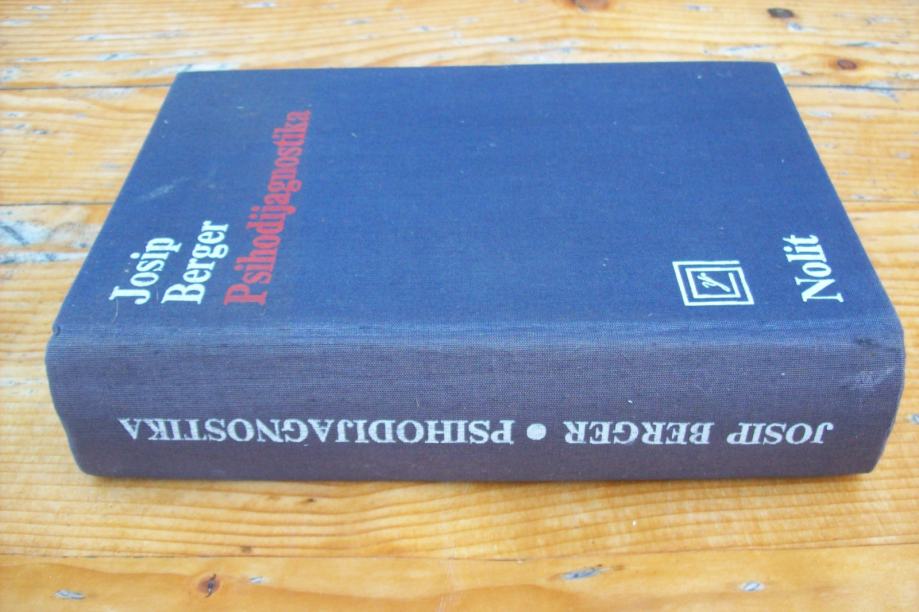 Josip
Berger
Psihodijagnostika
Nolit
JOSIP BERGER • PSIHODIJAGNOSTIKA